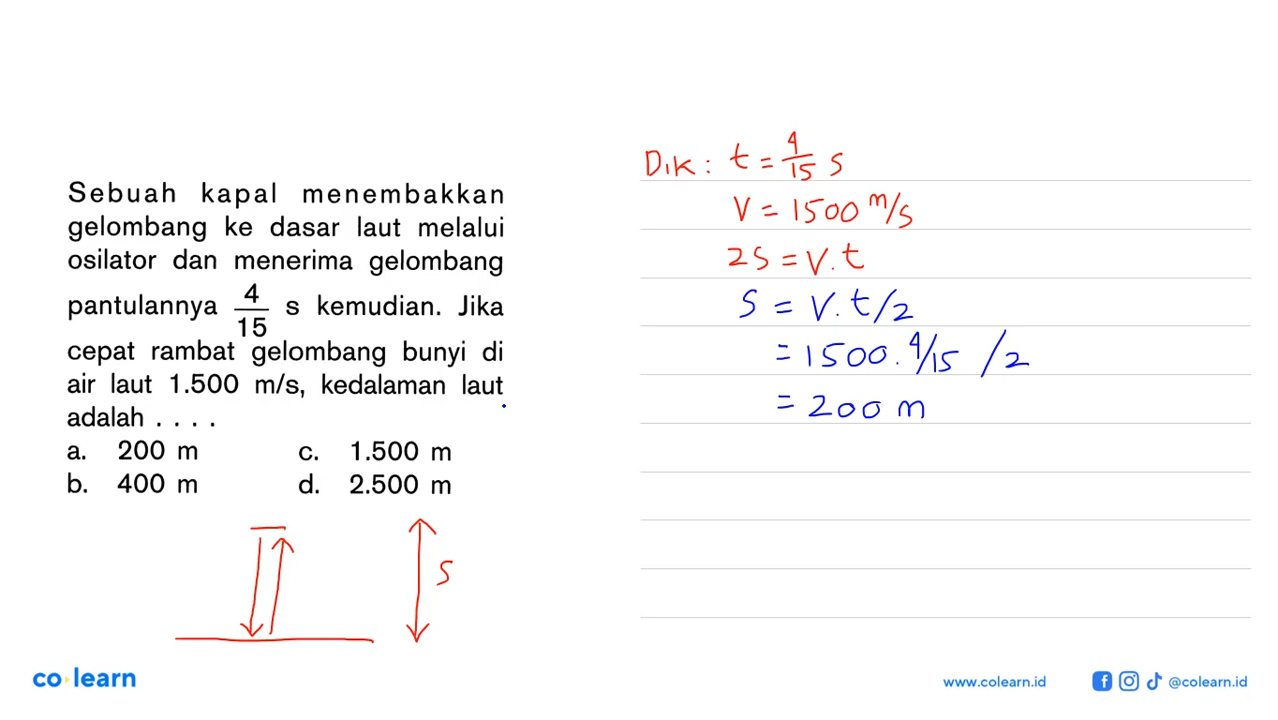 Sebuah kapal menembakkan
gelombang ke dasar laut melalui
osilator dan menerima gelombang
pantulannya 4/15 s kemudian. Jika
cepat rambat gelombang bunyi di
air laut 1.500 m/s, kedalaman laut
adalah . . . .
a. 200 m c. 1.500 m
b. 400 m d. 2.500 m
S
Dik : t = 4/15 s
V = 1500 m/s
2S = V.t
S = V.t/2
= 1500.4/15 /2
= 200 m
co learn
www.colearn.id @colearn.id